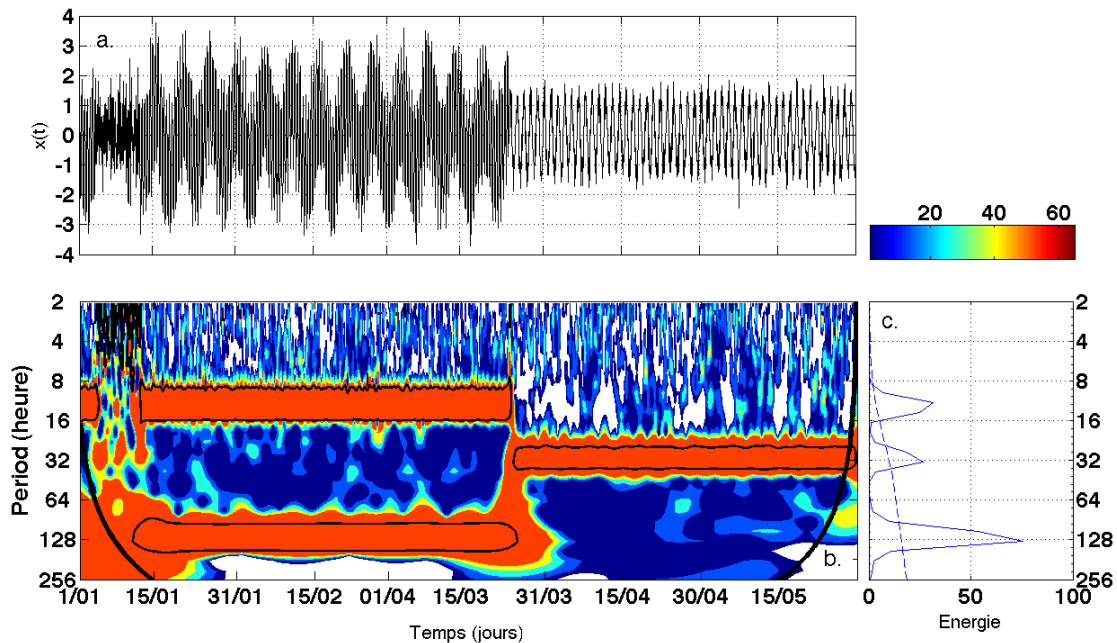 4
3
2
1
0
-1
-2
-3
-4
x(t)
a.
20 40 60
2
4
8
16
32
64
128
256
Period (heure)
b.
1/01 15/01 31/01 15/02 01/04 15/03 31/03 15/04 30/04 15/05
Temps (jours)
c.
2
4
8
16
32
64
128
256
0 50 100
Energie